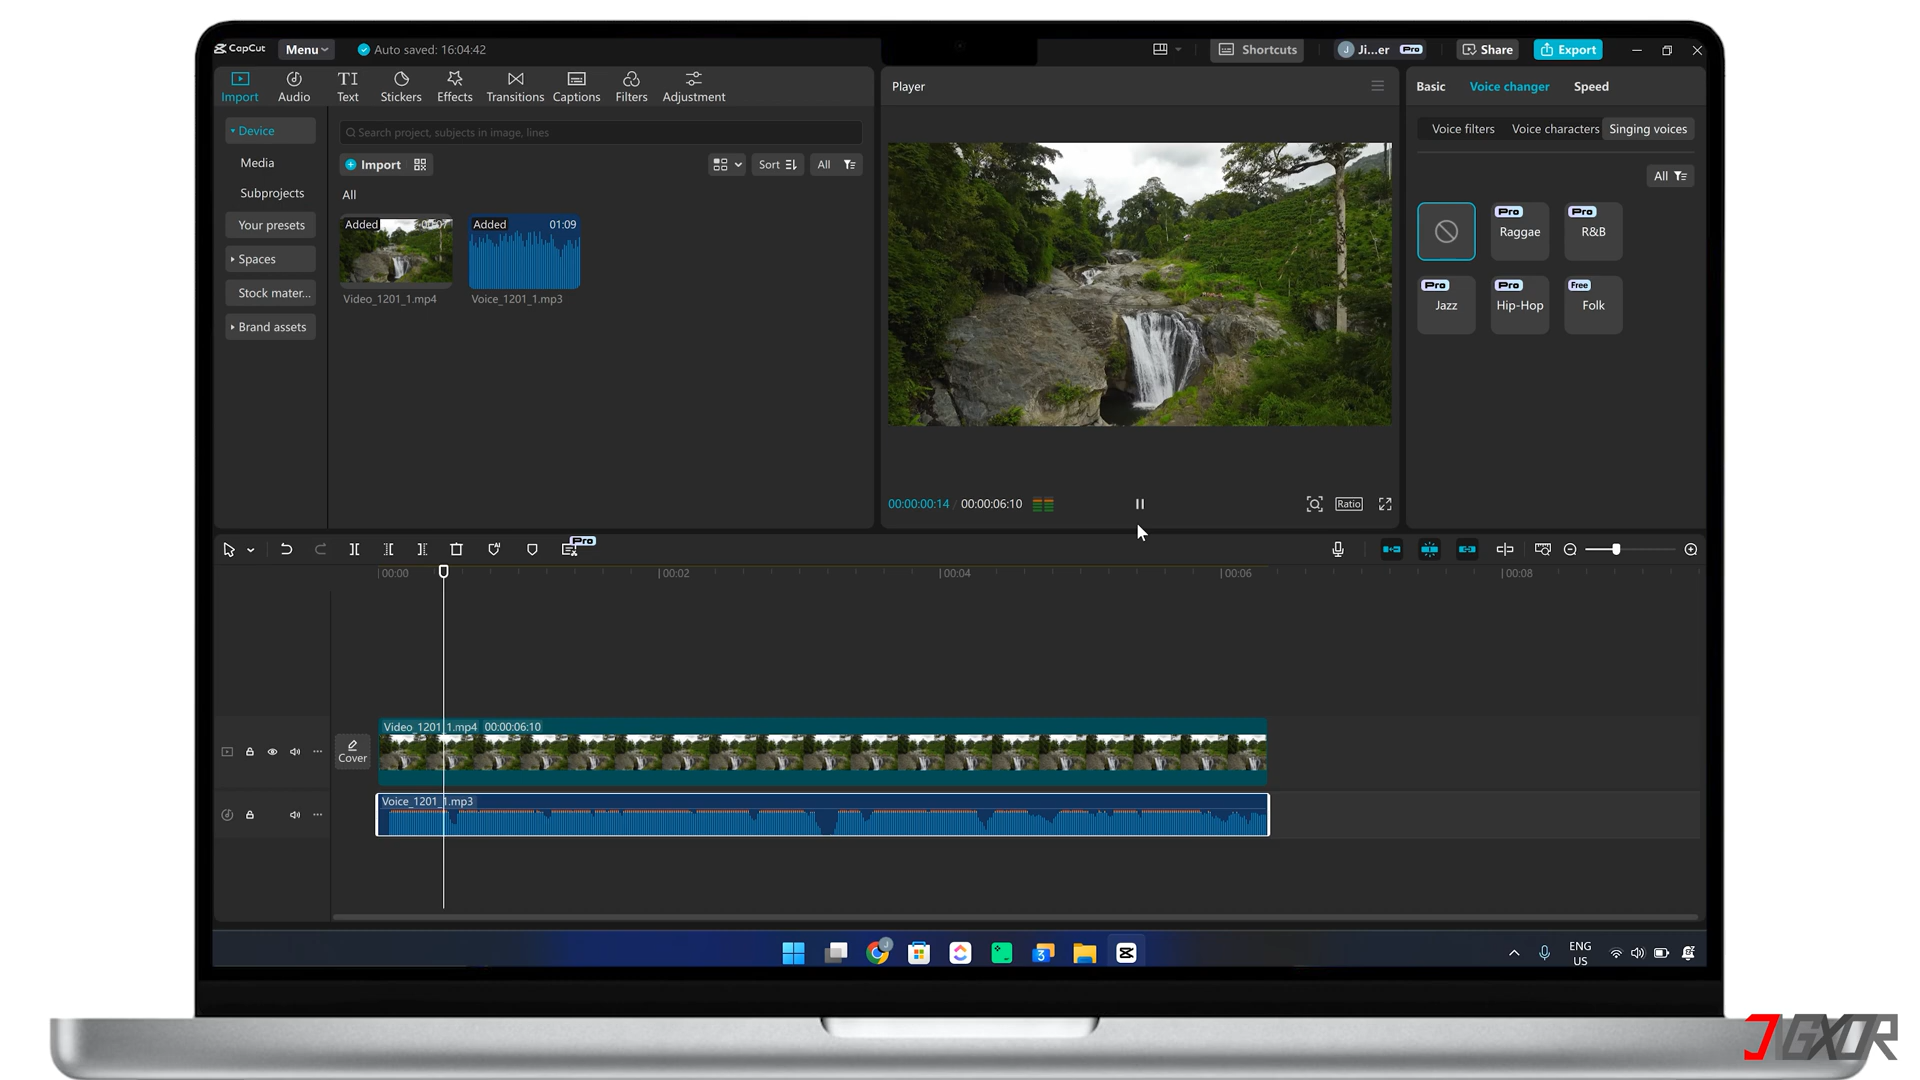 CapCut
Menu
Auto saved: 16:04:42
Shortcuts
J
Ji...er
Pro
Share
Export
Import
Audio
TI
Text
Stickers
Effects
Transitions
Captions
Filters
Adjustment
Device
Media
Subprojects
Your presets
Spaces
Stock mater...
Brand assets
Search project, subjects in image, lines
Import
Sort
All
All
Added
00:07
Added
01:09
Video_1201_1.mp4
Voice_1201_1.mp3
Player
00:00:00:14 / 00:00:06:10
Ratio
Basic
Voice changer
Speed
Voice filters
Voice characters
Singing voices
All
Pro
Raggae
Pro
R&B
Pro
Jazz
Pro
Hip-Hop
Free
Folk
Pro
00:00
00:02
00:04
00:06
00:08
Cover
Video_1201_1.mp4 00:00:06:10
Voice_1201_1.mp3
J
3
ENG
US
JIGXOR